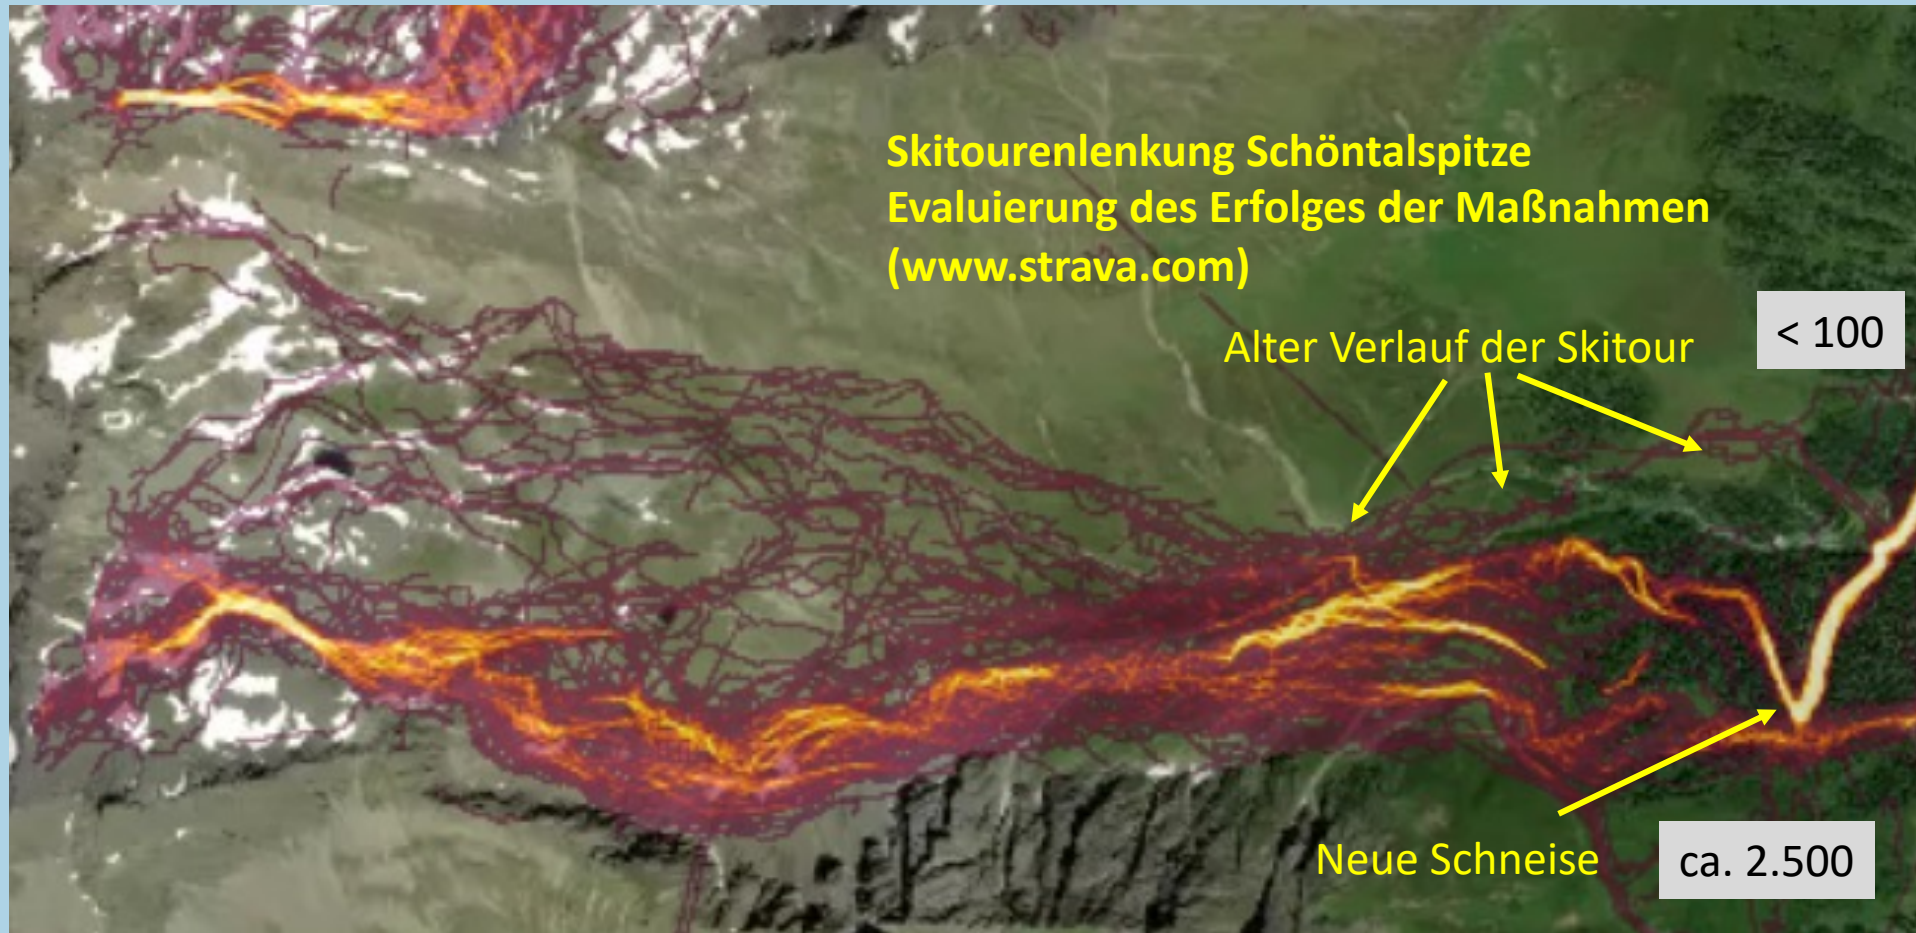 Skitourenlenkung Schöntalspitze
Evaluierung des Erfolges der Maßnahmen
(www.strava.com)
< 100
Alter Verlauf der Skitour
Neue Schneise
ca. 2.500